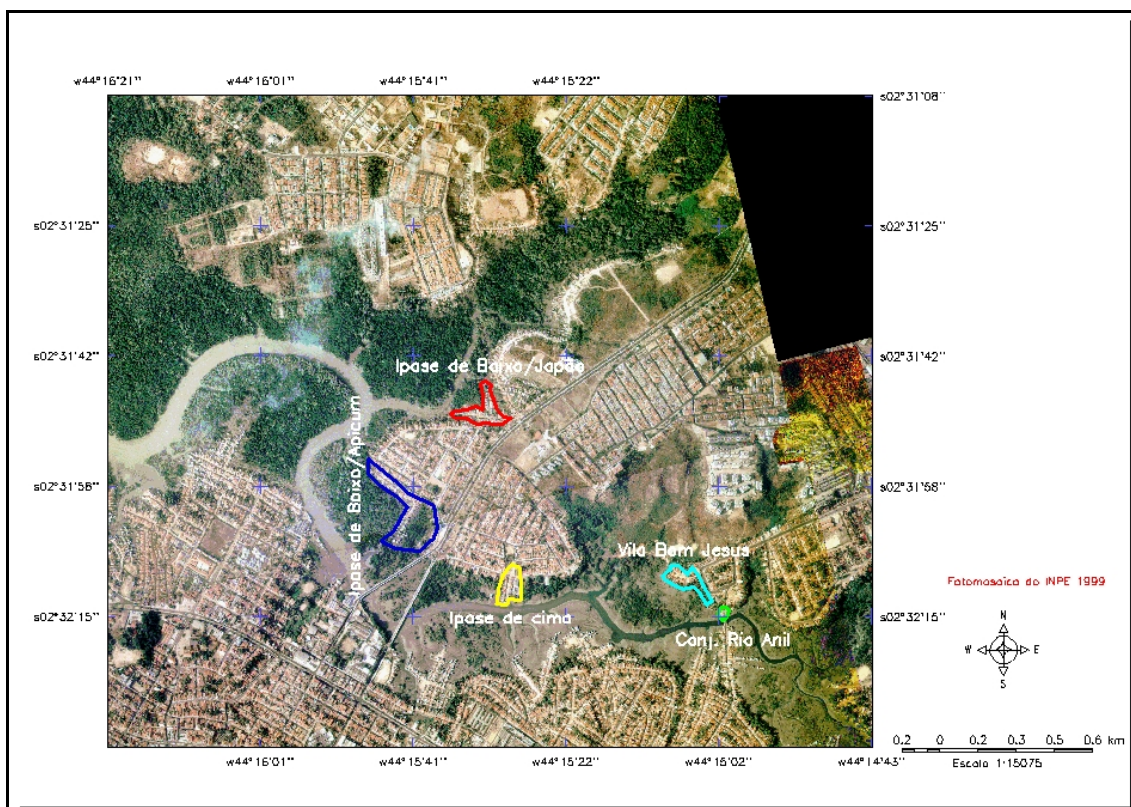 w44°16'21'' w44°16'01'' w44°15'41'' w44°15'22''
s02°31'08''
s02°31'25'' s02°31'25''
s02°31'42'' s02°31'42''
Ipase de Baixo/Japão
Ipase de Baixo/Apicum
s02°31'58'' s02°31'58''
Vila Bom Jesus
Fotomosaico do INPE 1999
s02°32'15'' s02°32'15''
Ipase de cima
Conj. Rio Anil
N
W E
S
0.2 0 0.3 0.6 km
Escala 1:15075
w44°16'01'' w44°15'41'' w44°15'22'' w44°15'02'' w44°14'43''